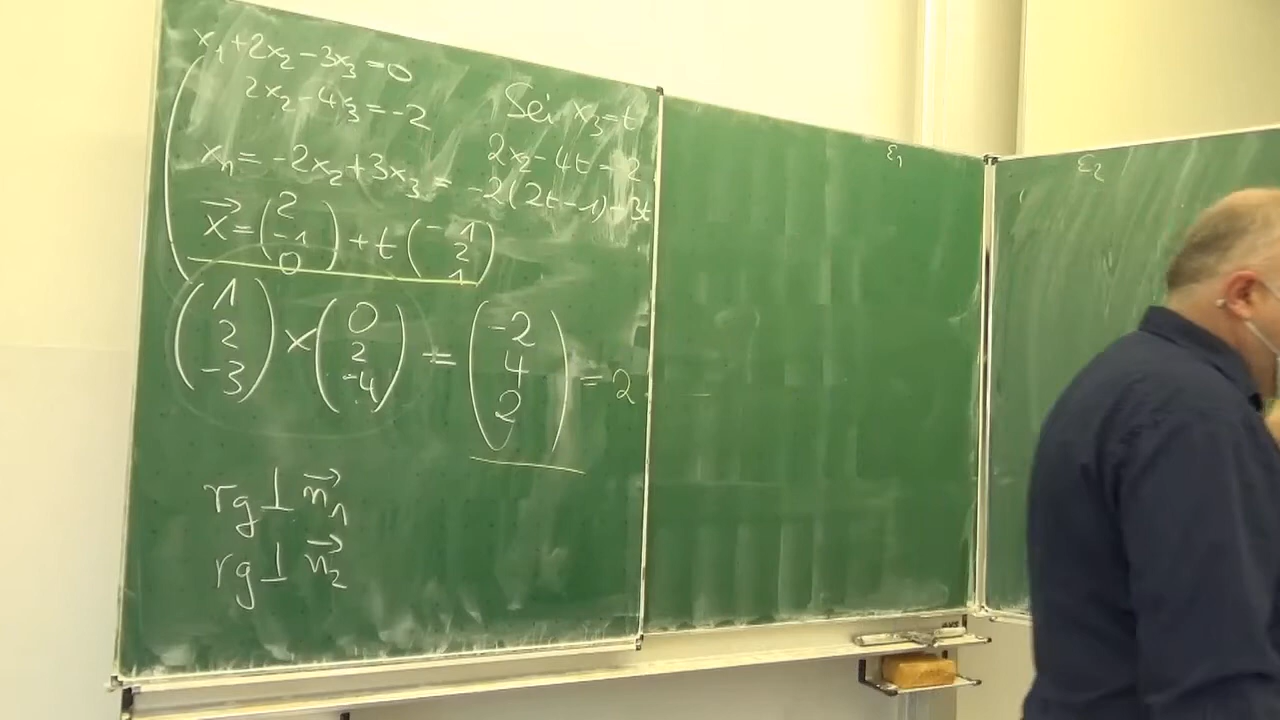 x₁+2x₂-3x₃=0
2x₂-4x₃=-2
Sei x₃=t
2x₂-4t=-2
x₁=-2x₂+3x₃=-2(2t-1)+3t
x⃗=(2 -1 0)+t(-1 2 1)
(1 2 -3)×(0 2 -4)=(-2 4 2)=2
rg⊥n⃗₁
rg⊥n⃗₂
ε₁
ε₂